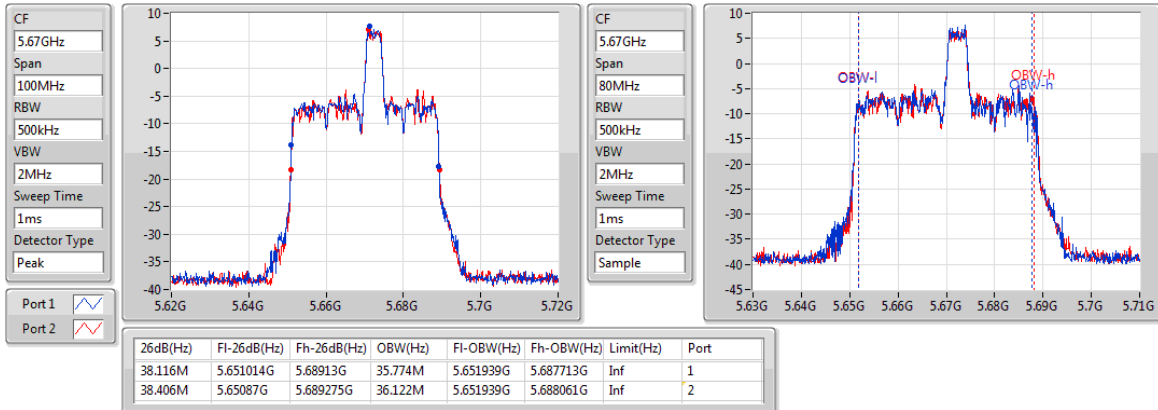 CF
5.67GHz
Span
100MHz
RBW
500kHz
VBW
2MHz
Sweep Time
1ms
Detector Type
Peak
Port 1
Port 2
10
5
0
-5
-10
-15
-20
-25
-30
-35
-40
5.62G 5.64G 5.66G 5.68G 5.7G 5.72G
CF
5.67GHz
Span
80MHz
RBW
500kHz
VBW
2MHz
Sweep Time
1ms
Detector Type
Sample
10
5
0
-5
-10
-15
-20
-25
-30
-35
-40
-45
OBW-l
OBW-h
OBW-h
5.63G 5.64G 5.65G 5.66G 5.67G 5.68G 5.69G 5.7G 5.71G
26dB(Hz) Fl-26dB(Hz) Fh-26dB(Hz) OBW(Hz) Fl-OBW(Hz) Fh-OBW(Hz) Limit(Hz) Port
38.116M 5.651014G 5.68913G 35.774M 5.651939G 5.687713G Inf 1
38.406M 5.65087G 5.689275G 36.122M 5.651939G 5.688061G Inf 2